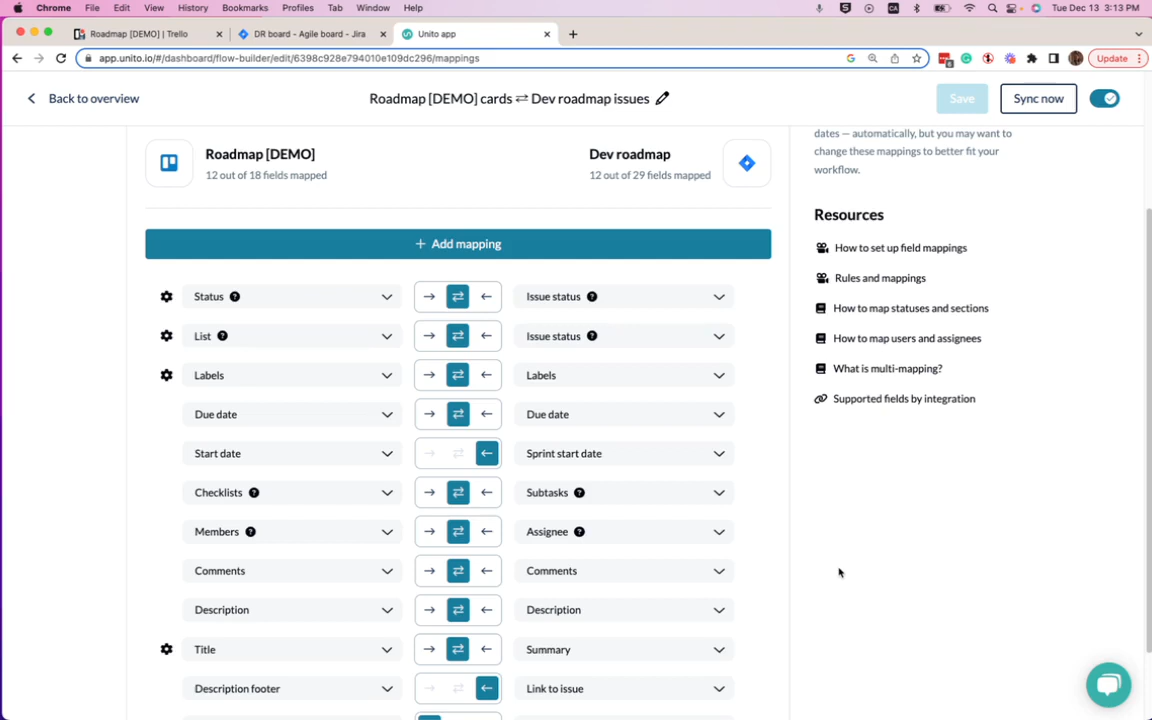 Chrome File Edit View History Bookmarks Profiles Tab Window Help Tue Dec 13 3:13 PM
Roadmap [DEMO] | Trello DR board - Agile board - Jira Unito app
app.unito.io/#/dashboard/flow-builder/edit/6398c928e794010e109dc296/mappings Update
Back to overview Roadmap [DEMO] cards ⇄ Dev roadmap issues Save Sync now
dates — automatically, but you may want
change these mappings to better fit your
workflow.
Roadmap [DEMO] Dev roadmap
12 out of 18 fields mapped 12 out of 29 fields mapped
Resources
+ Add mapping
How to set up field mappings
Rules and mappings
How to map statuses and sections
How to map users and assignees
What is multi-mapping?
Supported fields by integration
Status ? → ⇄ ← Issue status ?
List ? → ⇄ ← Issue status ?
Labels → ⇄ ← Labels
Due date → ⇄ ← Due date
Start date → ⇄ ← Sprint start date
Checklists ? → ⇄ ← Subtasks ?
Members ? → ⇄ ← Assignee ?
Comments → ⇄ ← Comments
Description → ⇄ ← Description
Title → ⇄ ← Summary
Description footer → ⇄ ← Link to issue